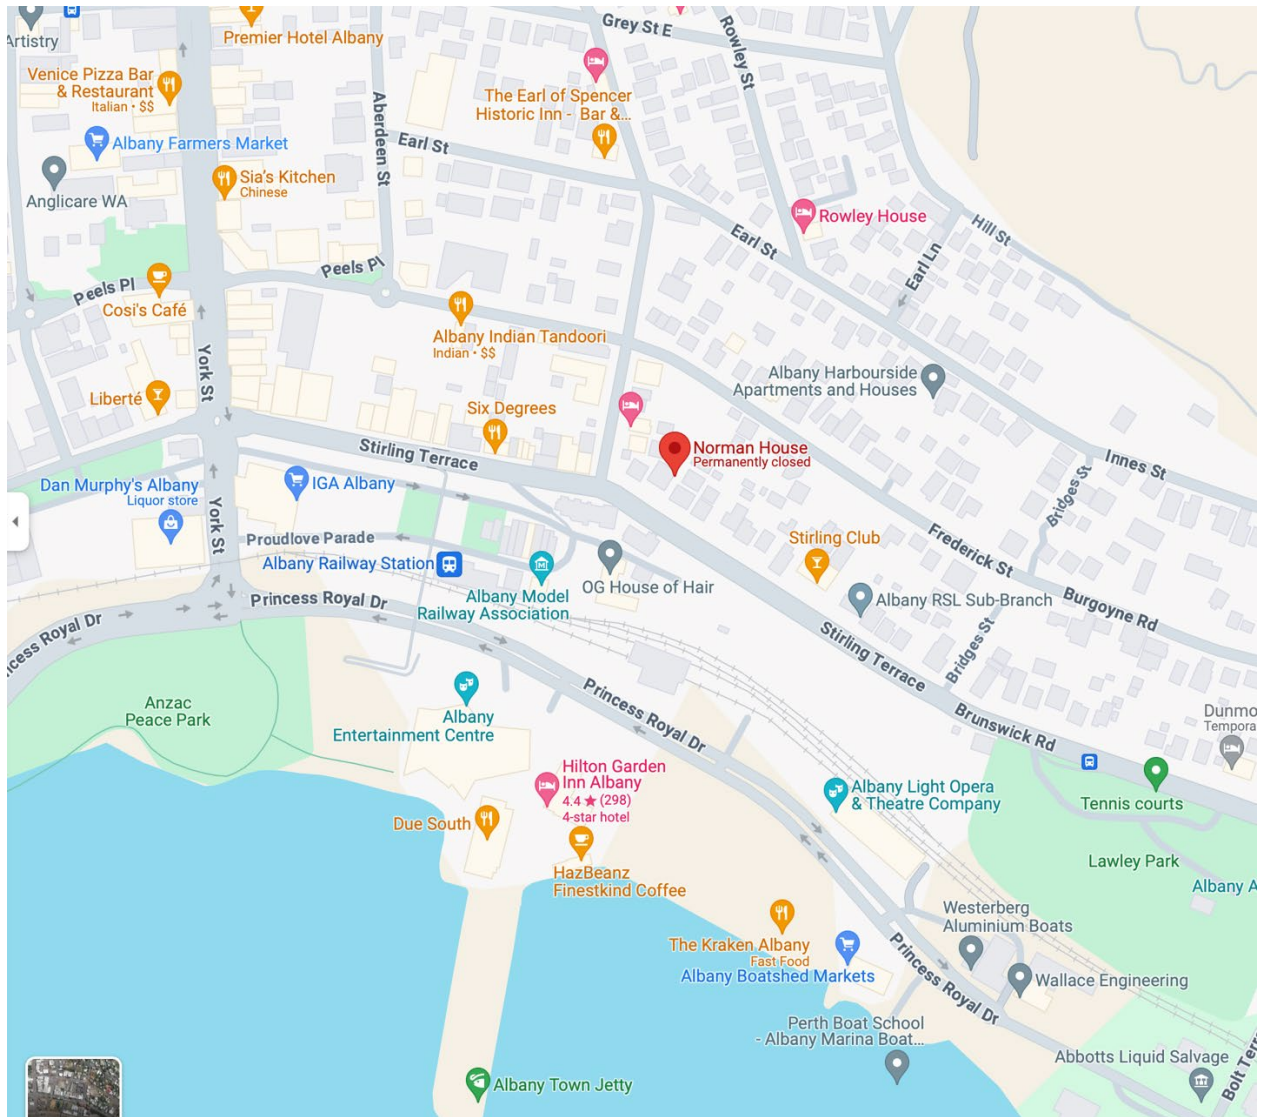 Artistry
Premier Hotel Albany
Grey St E
Rowley St
Venice Pizza Bar
& Restaurant
Italian • $$
The Earl of Spencer
Historic Inn - Bar &...
Aberdeen St
Earl St
Albany Farmers Market
Sia's Kitchen
Chinese
Anglicare WA
Rowley House
Hill St
Earl St
Earl Ln
Peels Pl
Peels Pl
Cosi's Café
Albany Indian Tandoori
Indian • $$
York St
Albany Harbourside
Apartments and Houses
Liberté
Six Degrees
Stirling Terrace
Norman House
Permanently closed
Innes St
Bridges St
Dan Murphy's Albany
Liquor store
IGA Albany
York St
Proudlove Parade
Albany Railway Station
Stirling Club
Frederick St
Albany Model
Railway Association
OG House of Hair
Albany RSL Sub-Branch
Burgoyne Rd
Princess Royal Dr
ncess Royal Dr
Stirling Terrace
Bridges St
Anzac
Peace Park
Albany
Entertainment Centre
Princess Royal Dr
Brunswick Rd
Dunmo
Tempora
Hilton Garden
Inn Albany
4.4 ★ (298)
4-star hotel
Albany Light Opera
& Theatre Company
Tennis courts
Due South
Lawley Park
HazBeanz
Finestkind Coffee
Albany A
Westerberg
Aluminium Boats
The Kraken Albany
Fast Food
Albany Boatshed Markets
Princess Royal Dr
Wallace Engineering
Perth Boat School
- Albany Marina Boat...
Abbotts Liquid Salvage
Bolt Terr
Albany Town Jetty